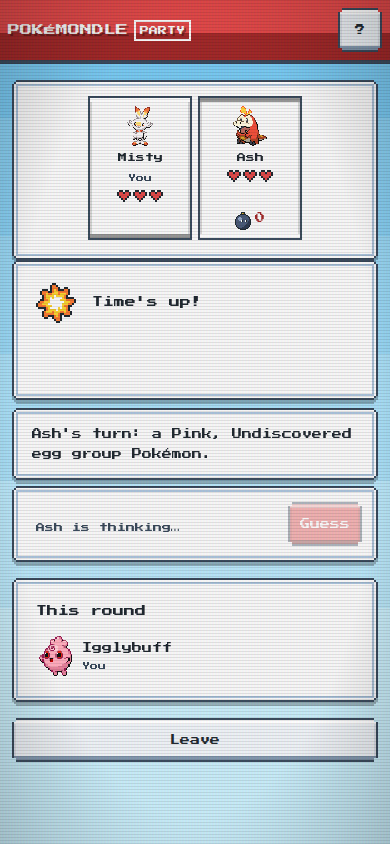 POKéMONDLE PARTY
?
Misty
You
Ash
0
Time's up!
Ash's turn: a Pink, Undiscovered
egg group Pokémon.
Ash is thinking…
Guess
This round
Igglybuff
You
Leave